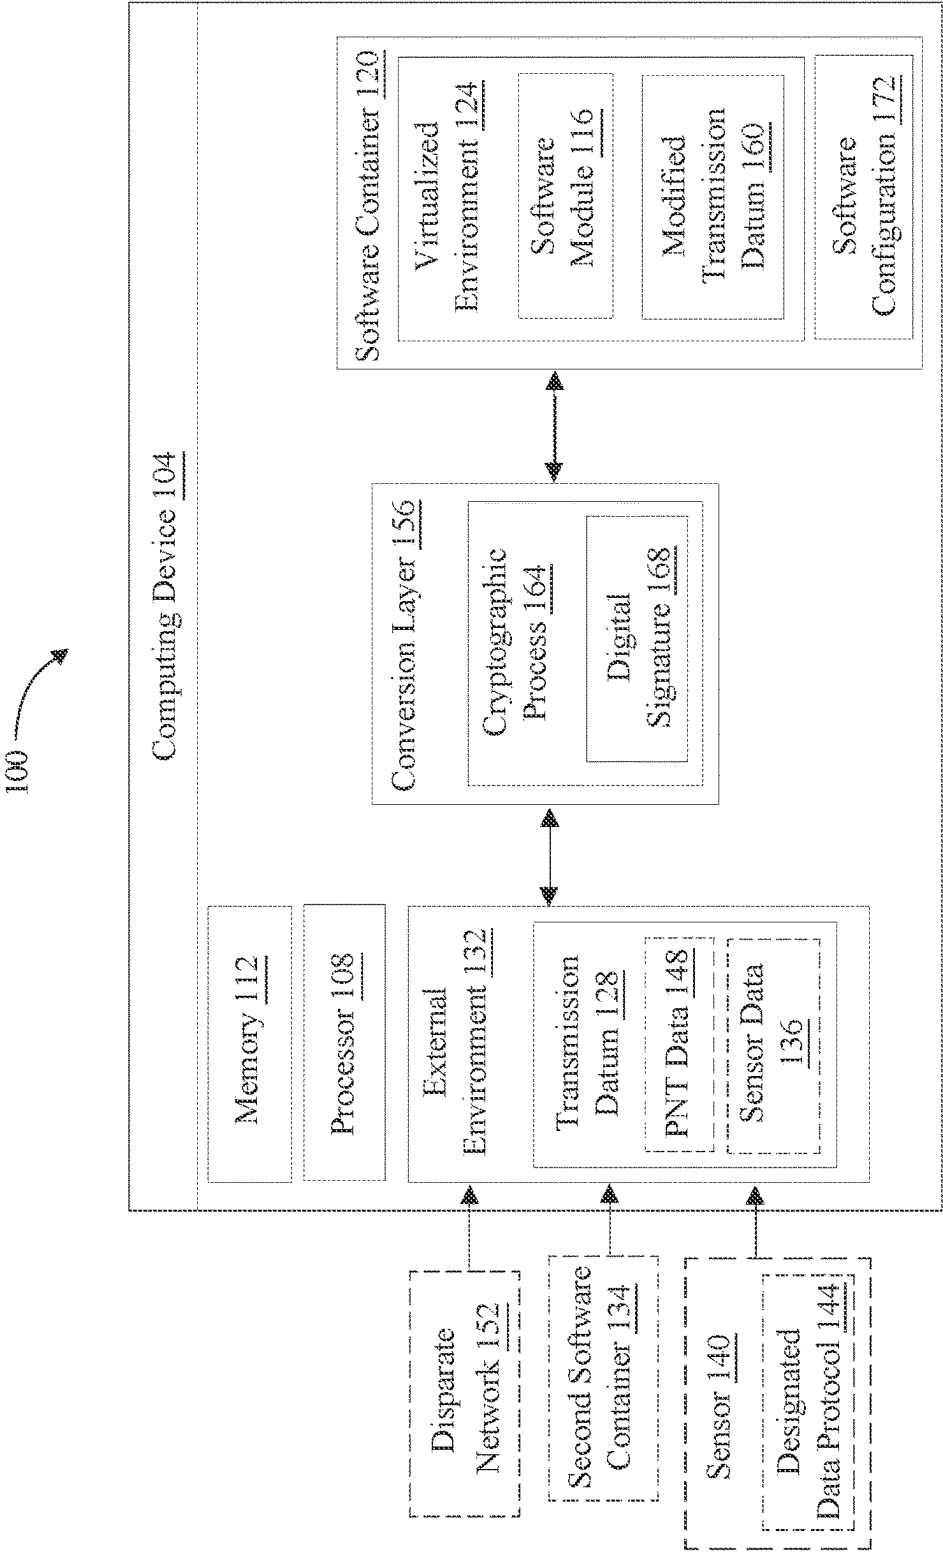 100
Computing Device 104
Memory 112
Processor 108
External
Environment 132
Transmission
Datum 128
PNT Data 148
Sensor Data
136
Disparate
Network 152
Second Software
Container 134
Sensor 140
Designated
Data Protocol 144
Conversion Layer 156
Cryptographic
Process 164
Digital
Signature 168
Software Container 120
Virtualized
Environment 124
Software
Module 116
Modified
Transmission
Datum 160
Software
Configuration 172